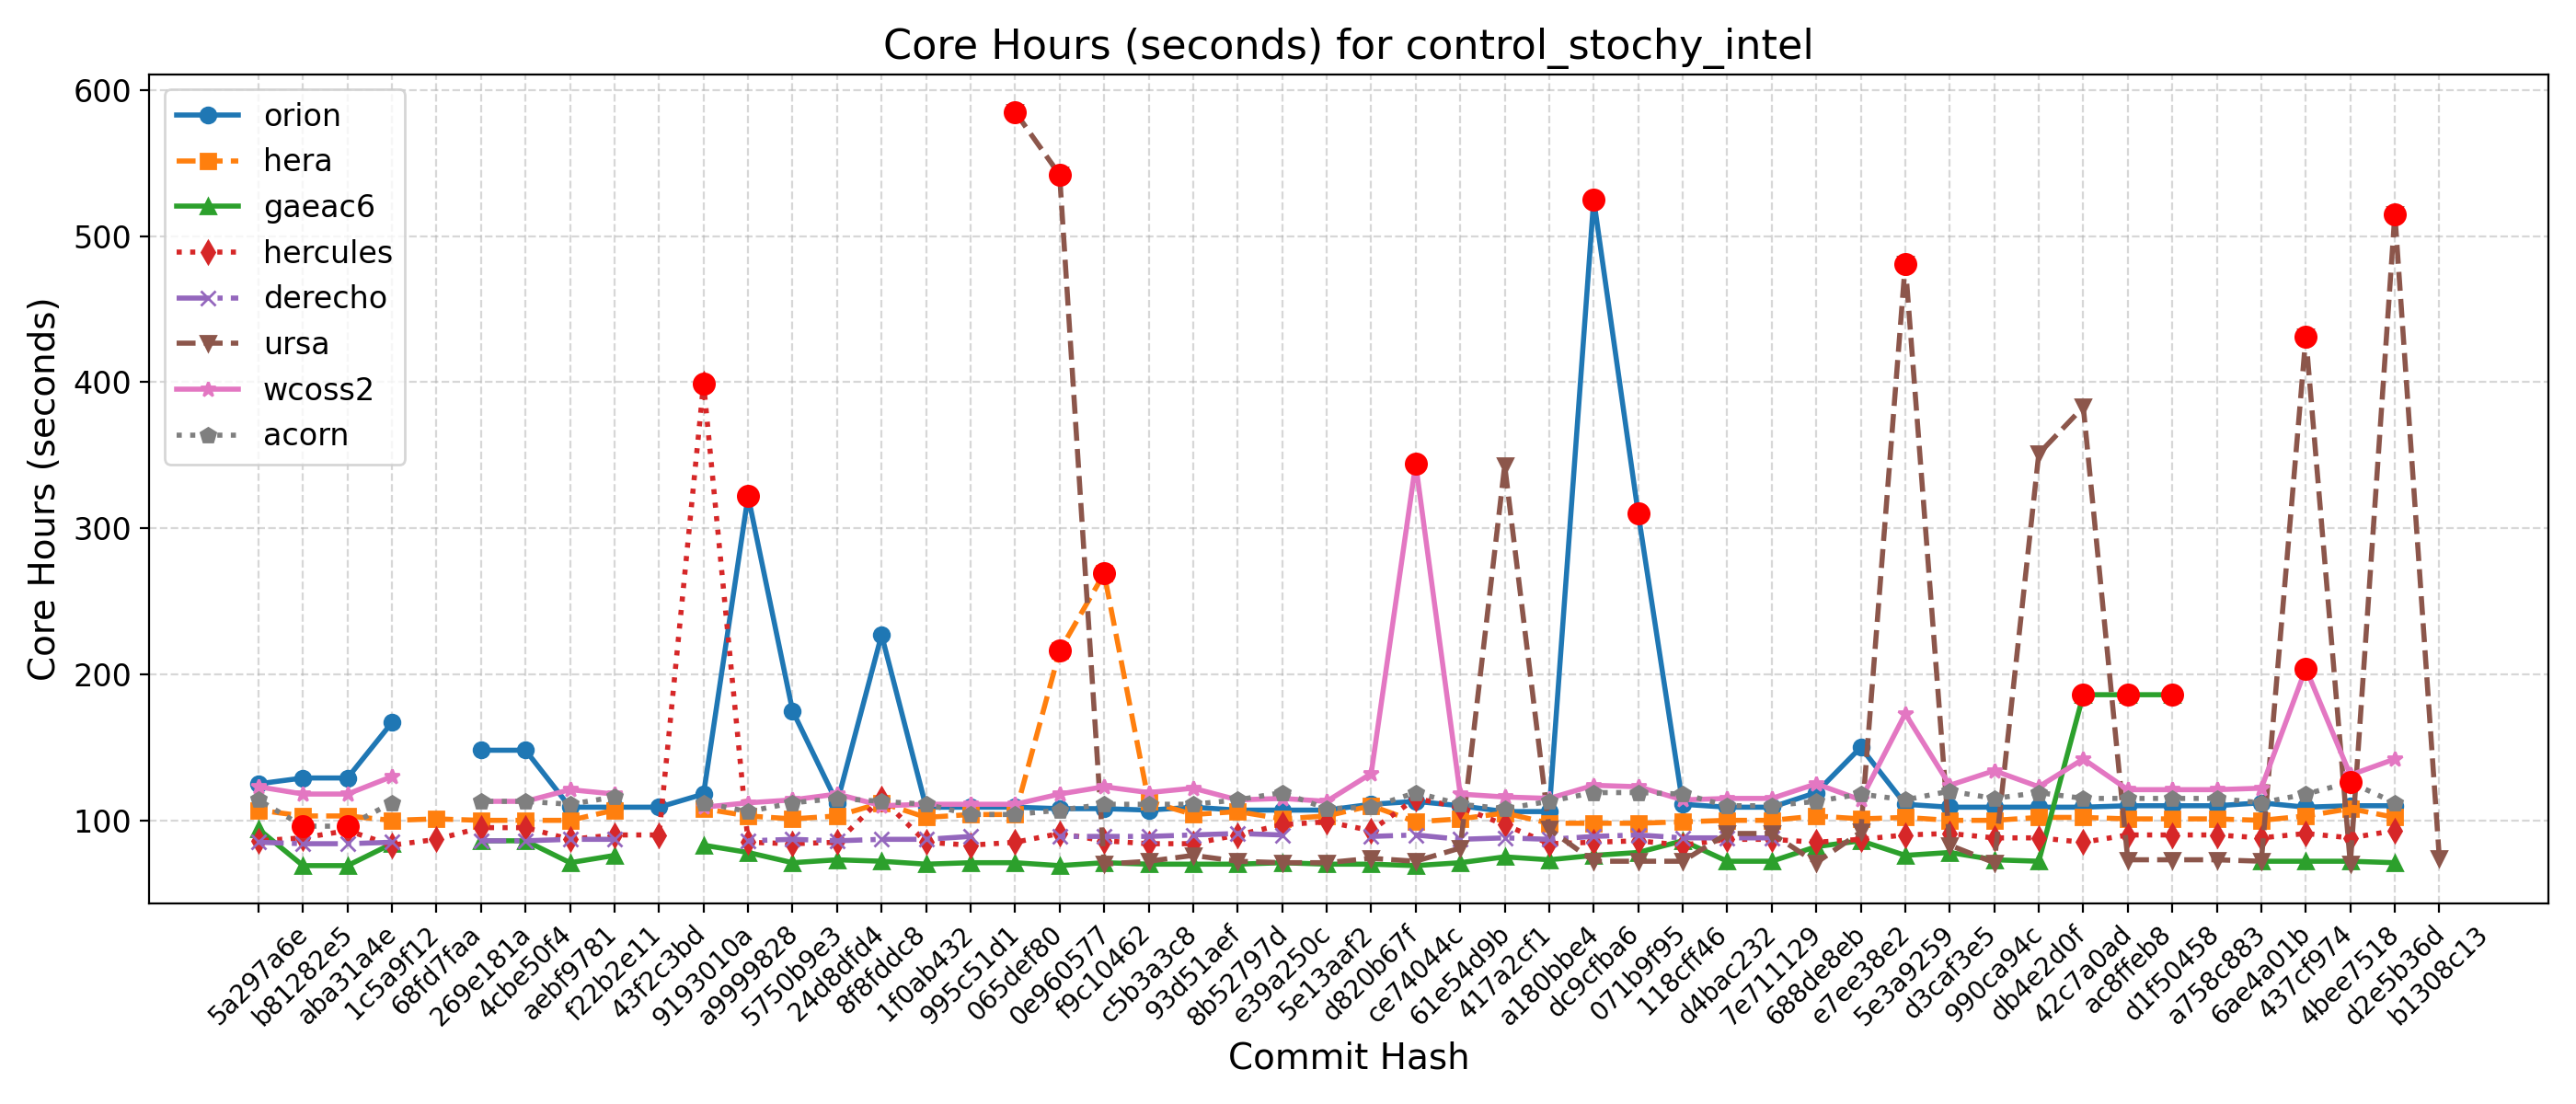 Core Hours (seconds) for control_stochy_intel
600
500
400
300
200
100
Core Hours (seconds)
orion
hera
gaeac6
hercules
derecho
ursa
wcoss2
acorn
5a297a6e
b81282e5
aba31a4e
1c5a9f12
68fd7faa
269e181a
4cbe50f4
aebf9781
f22b2e11
43f2c3bd
9193010a
a9999828
5750b9e3
24d8dfd4
8f8fddc8
1f0ab432
995c51d1
065def80
0e960577
f9c10462
c5b3a3c8
93d51aef
8b52797d
e39a250c
5e13aaf2
d820b67f
ce74044c
61e54d9b
417a2cf1
a180bbe4
dc9cfba6
071b9f95
118cff46
d4bac232
7e711129
688de8eb
e7ee38e2
5e3a9259
d3caf3e5
990ca94c
db4e2d0f
42c7a0ad
ac8ffeb8
d1f50458
a758c883
6ae4a01b
437cf974
4bee7518
d2e5b36d
b1308c13
Commit Hash